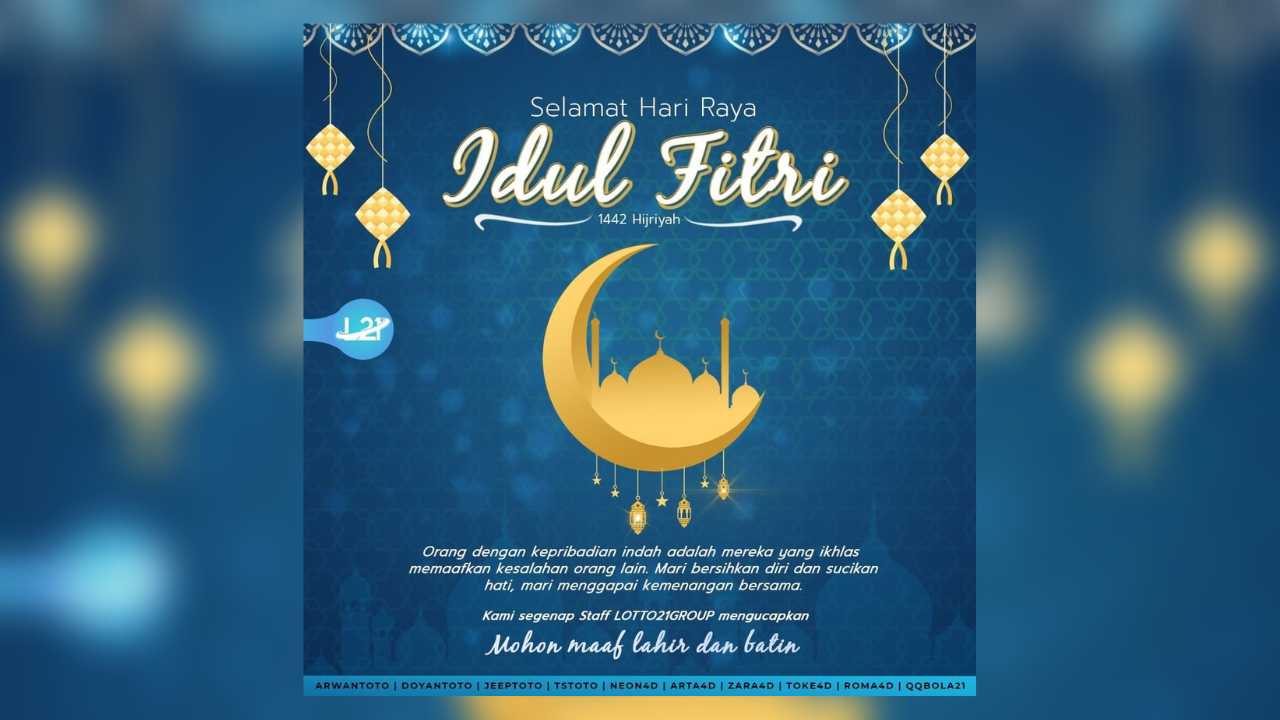 Selamat Hari Raya
Idul Fitri
1442 Hijriyah
L21
Orang dengan kepribadian indah adalah mereka yang ikhlas
memaafkan kesalahan orang lain. Mari bersihkan diri dan sucikan
hati, mari menggapai kemenangan bersama.
Kami segenap Staff LOTTO21GROUP mengucapkan
Mohon maaf lahir dan batin
ARWANTOTO | DOYANTOTO | JEEPTOTO | TSTOTO | NEON4D | ARTA4D | ZARA4D | TOKE4D | ROMA4D | QQBOLA21